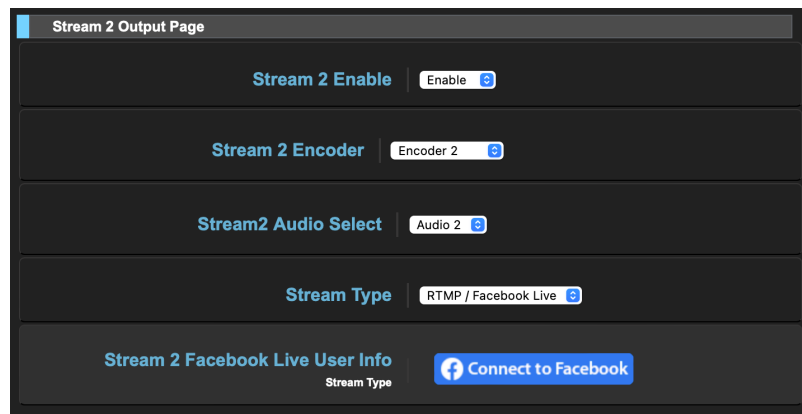 Stream 2 Output Page
Stream 2 Enable Enable
Stream 2 Encoder Encoder 2
Stream2 Audio Select Audio 2
Stream Type RTMP / Facebook Live
Stream 2 Facebook Live User Info
Stream Type
Connect to Facebook